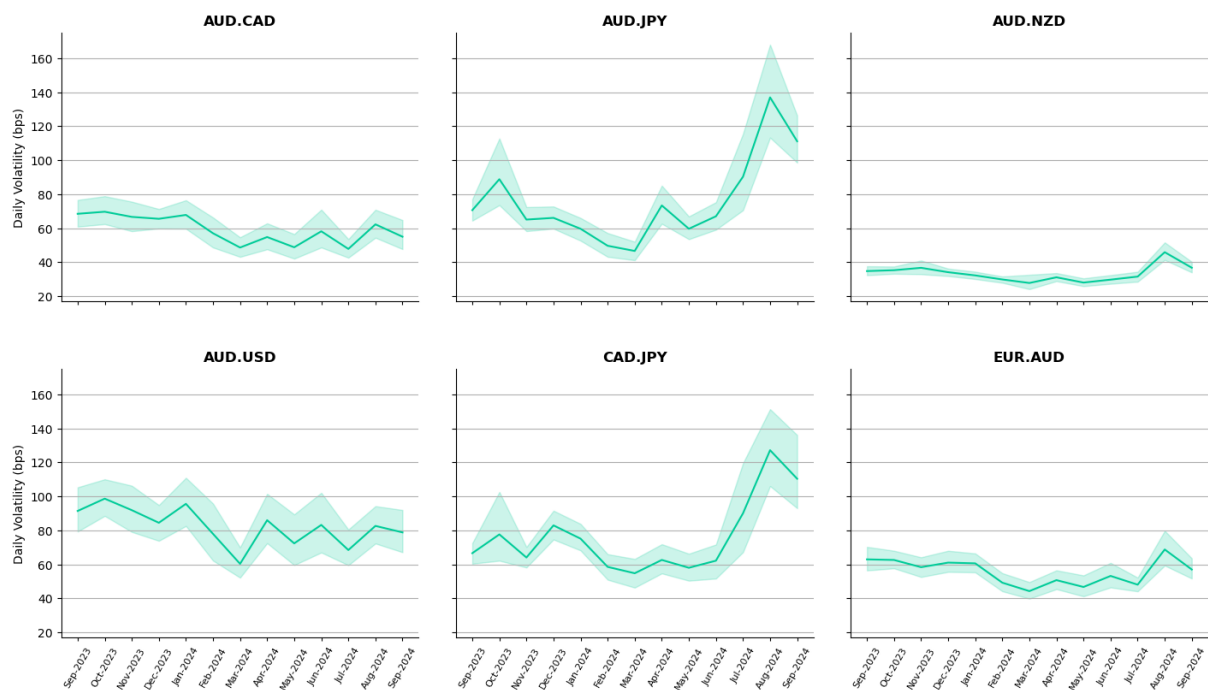 AUD.CAD
AUD.JPY
AUD.NZD
Daily Volatility (bps)
160
140
120
100
80
60
40
20
AUD.USD
CAD.JPY
EUR.AUD
Daily Volatility (bps)
160
140
120
100
80
60
40
20
Sep-2023
Oct-2023
Nov-2023
Dec-2023
Jan-2024
Feb-2024
Mar-2024
Apr-2024
May-2024
Jun-2024
Jul-2024
Aug-2024
Sep-2024
Sep-2023
Oct-2023
Nov-2023
Dec-2023
Jan-2024
Feb-2024
Mar-2024
Apr-2024
May-2024
Jun-2024
Jul-2024
Aug-2024
Sep-2024
Sep-2023
Oct-2023
Nov-2023
Dec-2023
Jan-2024
Feb-2024
Mar-2024
Apr-2024
May-2024
Jun-2024
Jul-2024
Aug-2024
Sep-2024